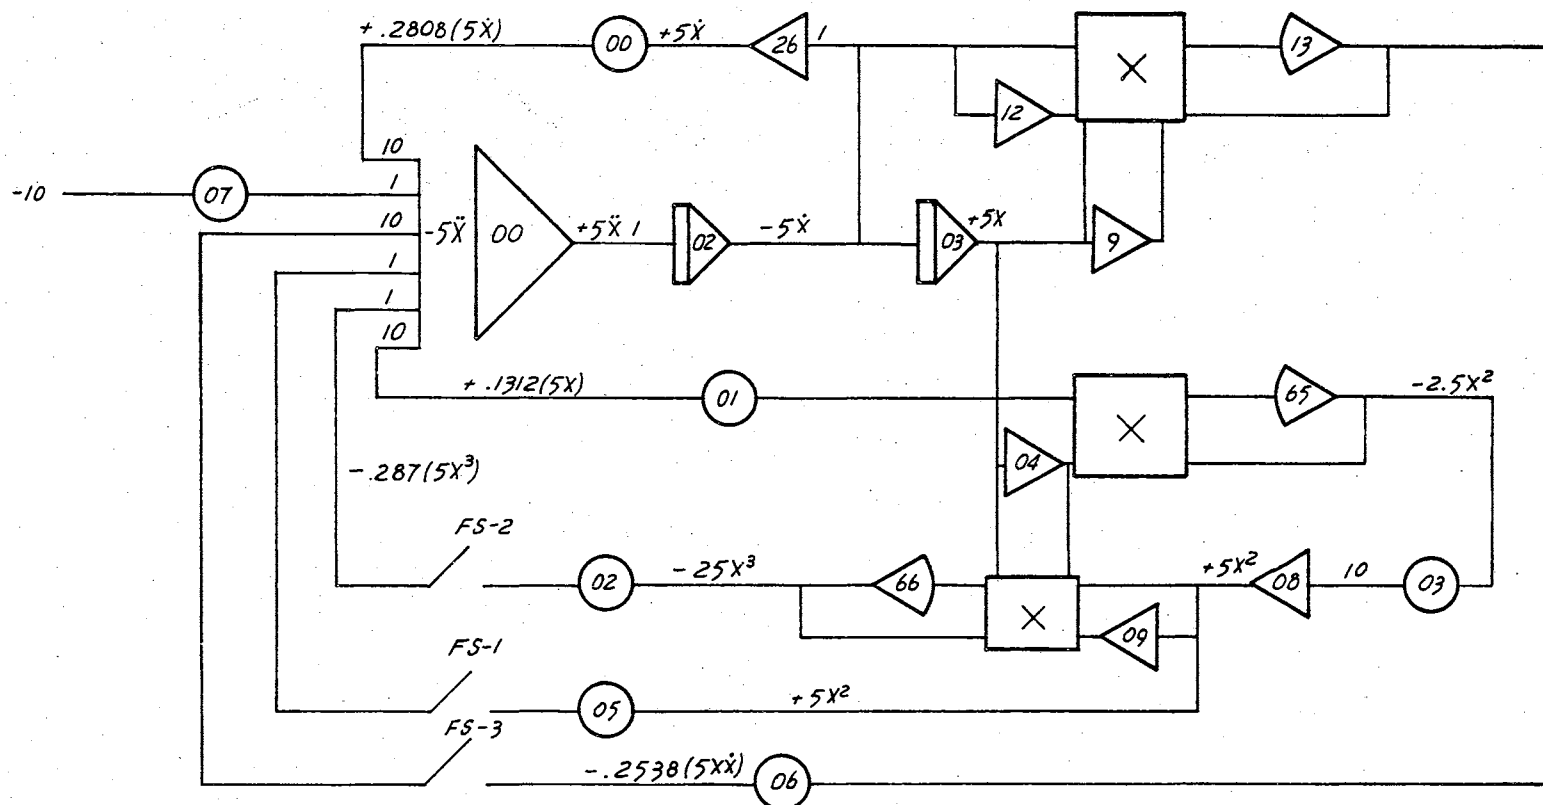 + .2808(5Ẋ)
00
+5Ẋ
26
1
X
13
12
10
-10
07
1
10
-5Ẍ
00
+5Ẍ 1
02
-5Ẋ
03
+5X
9
1
1
10
+ .1312(5X)
01
X
65
-2.5X²
04
-.287(5X³)
FS-2
02
-25X³
66
X
+5X²
08
10
03
09
FS-1
05
+5X²
FS-3
-.2538(5XẊ)
06